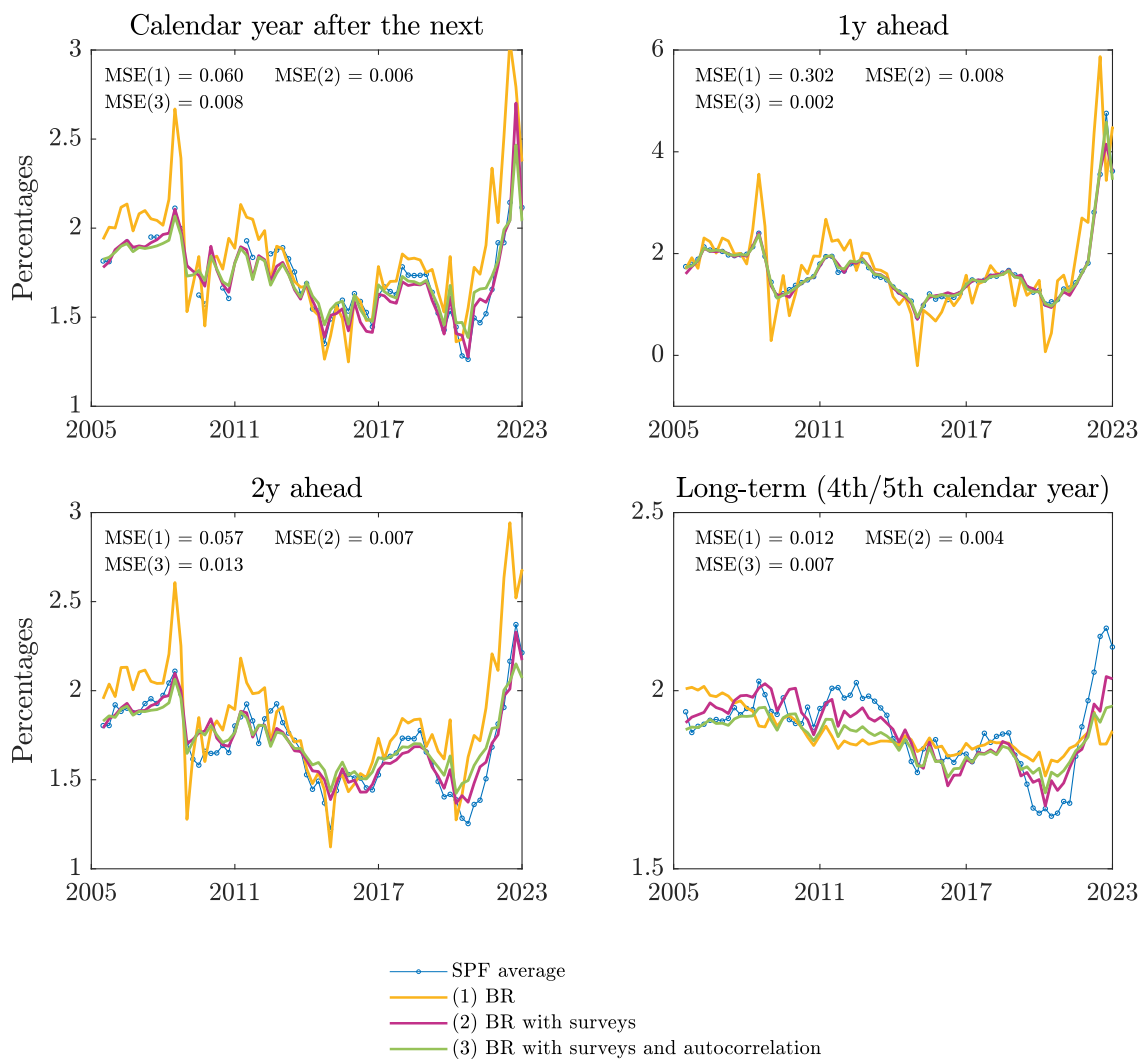 Calendar year after the next
3
2.5
2
1.5
1
Percentages
MSE(1) = 0.060 MSE(2) = 0.006
MSE(3) = 0.008
2005 2011 2017 2023
1y ahead
6
4
2
0
MSE(1) = 0.302 MSE(2) = 0.008
MSE(3) = 0.002
2005 2011 2017 2023
2y ahead
3
2.5
2
1.5
1
Percentages
MSE(1) = 0.057 MSE(2) = 0.007
MSE(3) = 0.013
2005 2011 2017 2023
Long-term (4th/5th calendar year)
2.5
2
1.5
MSE(1) = 0.012 MSE(2) = 0.004
MSE(3) = 0.007
2005 2011 2017 2023
SPF average
(1) BR
(2) BR with surveys
(3) BR with surveys and autocorrelation